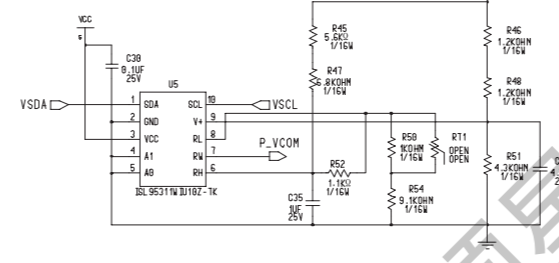 VCC
C30
0.1UF
25V
U5
VSDA
1 SDA
2 GND
3 VCC
4 A1
5 A0
SCL 10
V+ 9
RL 8
RW 7
RH 6
VSCL
P_VCOM
ISL95311WIU10Z-TK
R45
5.6KΩ
1/16W
R47
6.8KOHM
1/16W
R46
1.2KOHM
1/16W
R48
1.2KOHM
1/16W
R50
1KOHM
1/16W
RT1
OPEN
OPEN
R52
1.1KΩ
1/16W
R54
9.1KOHM
1/16W
R51
4.3KOHM
1/16W
C35
1UF
25V